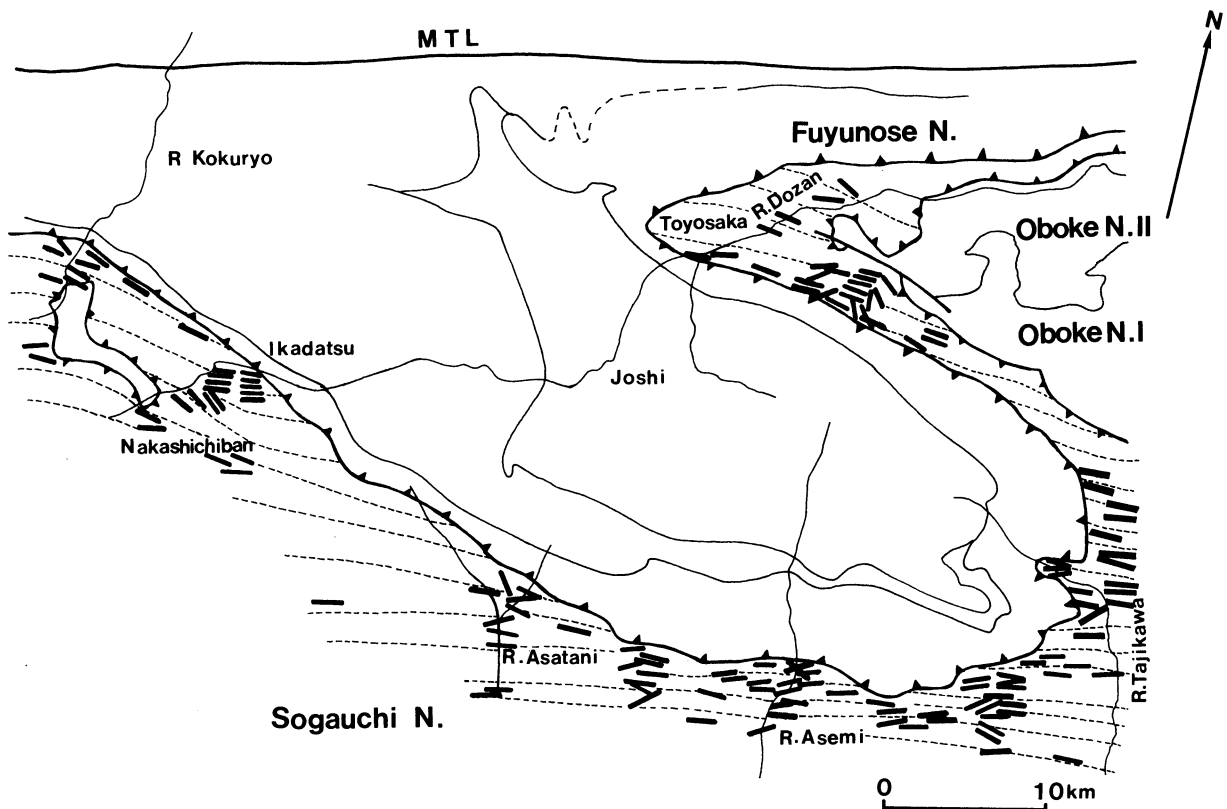 N
MTL
Fuyunose N.
R Kokuryo
R.Dozan
Toyosaka
Oboke N.II
Oboke N.I
Ikadatsu
Joshi
Nakashichiban
R.Tajikawa
R.Asatani
Sogauchi N.
R.Asemi
0 10km